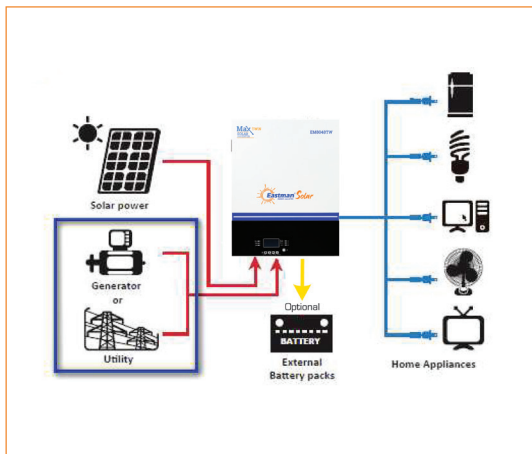 Solar power
Generator
or
Utility
Eastman Solar
Optional
BATTERY
External
Battery packs
Home Appliances